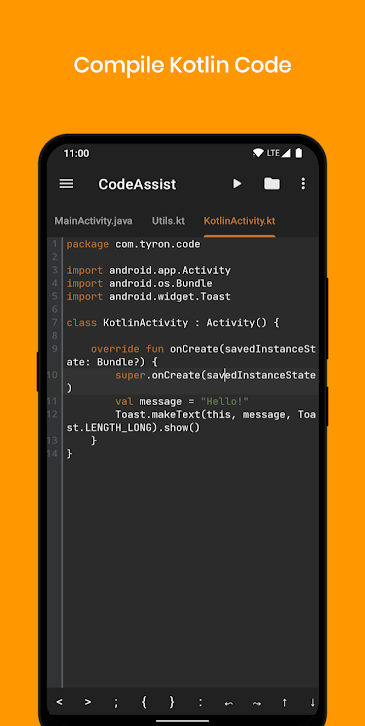 Compile Kotlin Code
11:00 LTE
CodeAssist
MainActivity.java Utils.kt KotlinActivity.kt
1 package com.tyron.code
2
3 import android.app.Activity
4 import android.os.Bundle
5 import android.widget.Toast
6
7 class KotlinActivity : Activity() {
8
9 override fun onCreate(savedInstanceSt
ate: Bundle?) {
10 super.onCreate(savedInstanceState
)
11 val message = "Hello!"
12 Toast.makeText(this, message, Toa
st.LENGTH_LONG).show()
13 }
14 }
< > ; { } : ⬿ ⤳ ↑ ↓